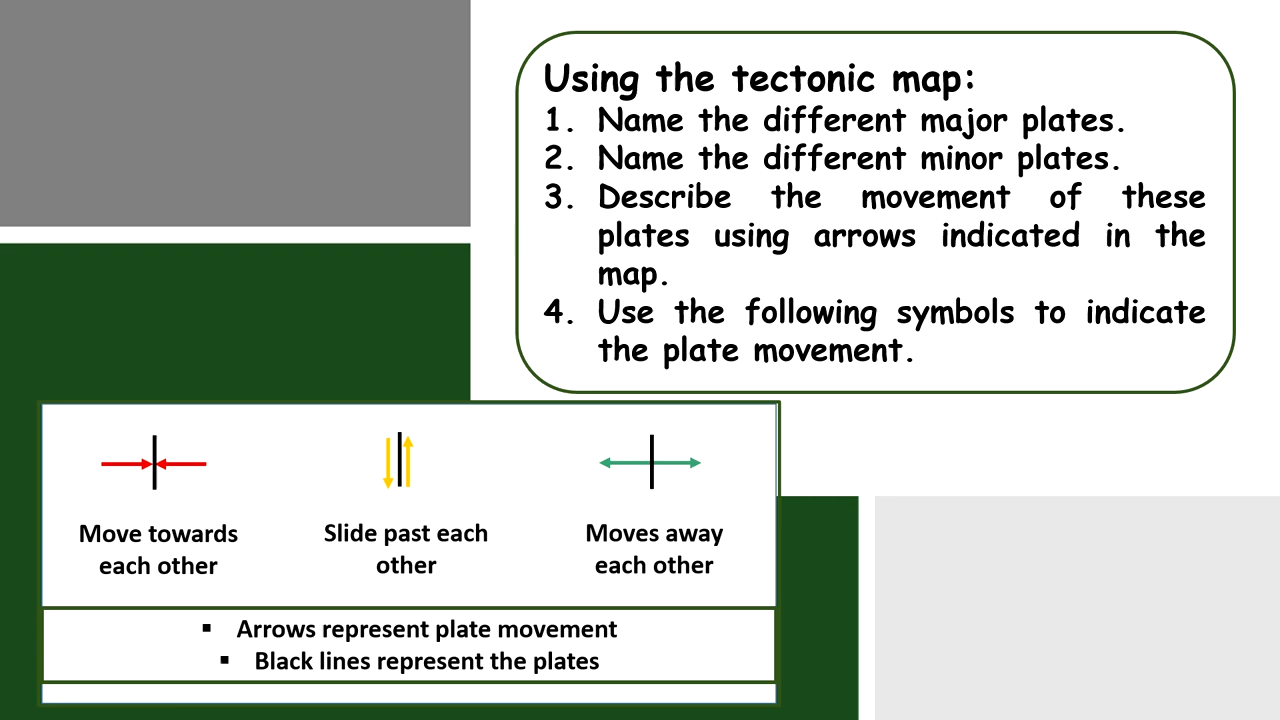 Using the tectonic map:
1. Name the different major plates.
2. Name the different minor plates.
3. Describe the movement of these
plates using arrows indicated in the
map.
4. Use the following symbols to indicate
the plate movement.
Move towards
each other
Slide past each
other
Moves away
each other
▪ Arrows represent plate movement
▪ Black lines represent the plates